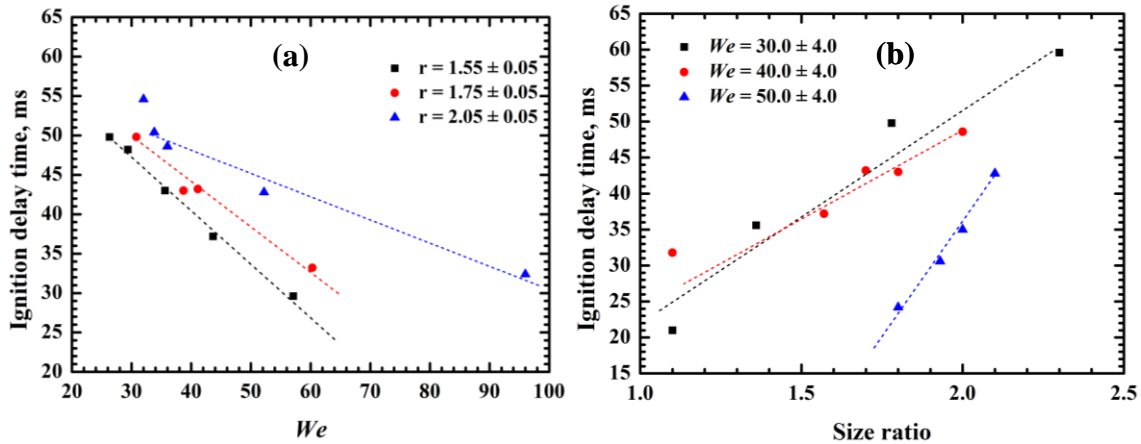 (a)
r = 1.55 ± 0.05
r = 1.75 ± 0.05
r = 2.05 ± 0.05
Ignition delay time, ms
65
60
55
50
45
40
35
30
25
20
20 30 40 50 60 70 80 90 100
We
(b)
We = 30.0 ± 4.0
We = 40.0 ± 4.0
We = 50.0 ± 4.0
Ignition delay time, ms
65
60
55
50
45
40
35
30
25
20
15
1.0 1.5 2.0 2.5
Size ratio